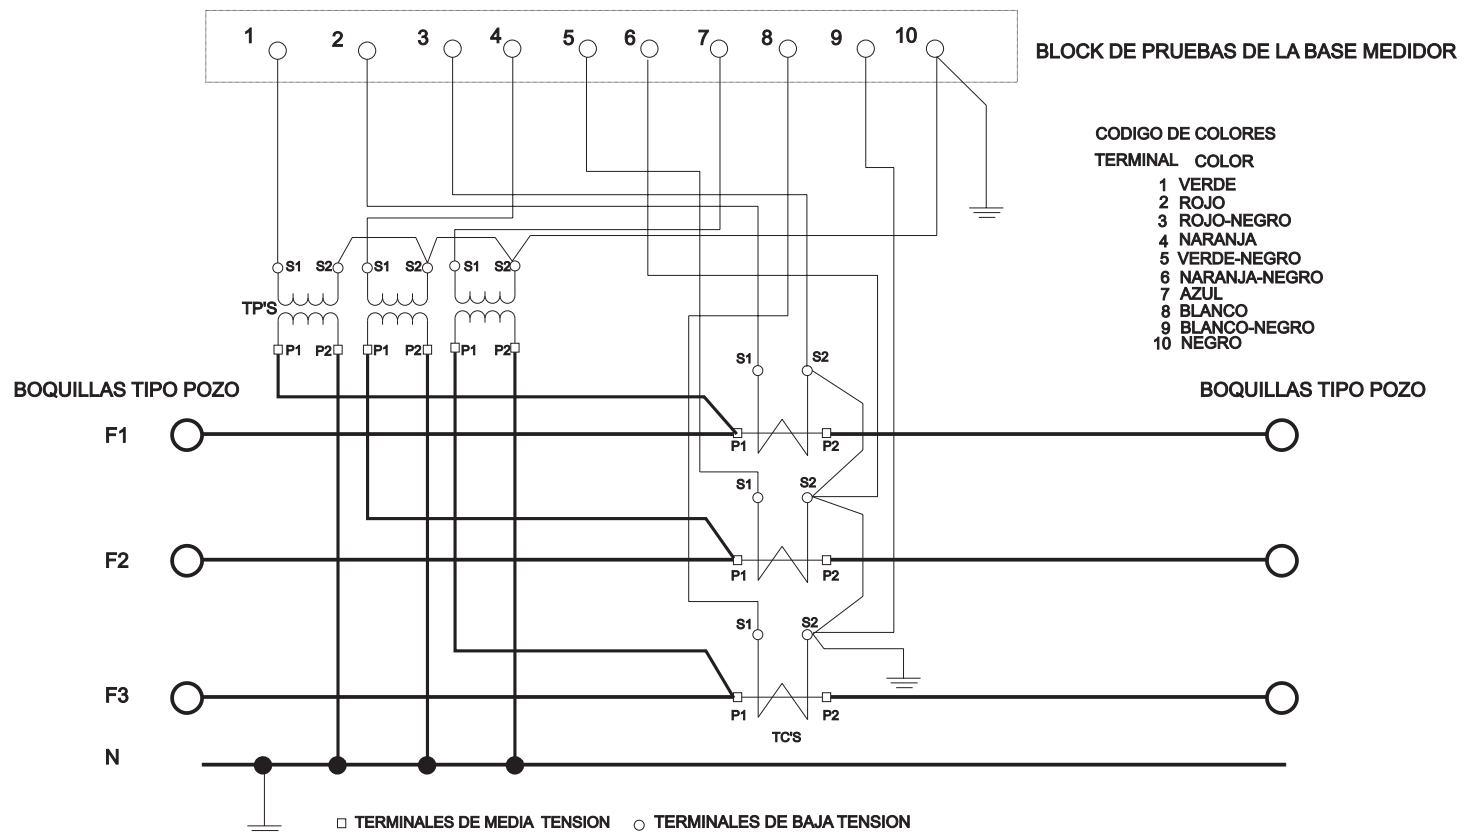 1 2 3 4 5 6 7 8 9 10
BLOCK DE PRUEBAS DE LA BASE MEDIDOR
CODIGO DE COLORES
TERMINAL COLOR
1 VERDE
2 ROJO
3 ROJO-NEGRO
4 NARANJA
5 VERDE-NEGRO
6 NARANJA-NEGRO
7 AZUL
8 BLANCO
9 BLANCO-NEGRO
10 NEGRO
S1 S2 S1 S2 S1 S2
TP'S
P1 P2 P1 P2 P1 P2
S1 S2
BOQUILLAS TIPO POZO
BOQUILLAS TIPO POZO
F1
P1 P2
S1 S2
F2
P1 P2
S1 S2
F3
P1 P2
TC'S
N
TERMINALES DE MEDIA TENSION
TERMINALES DE BAJA TENSION